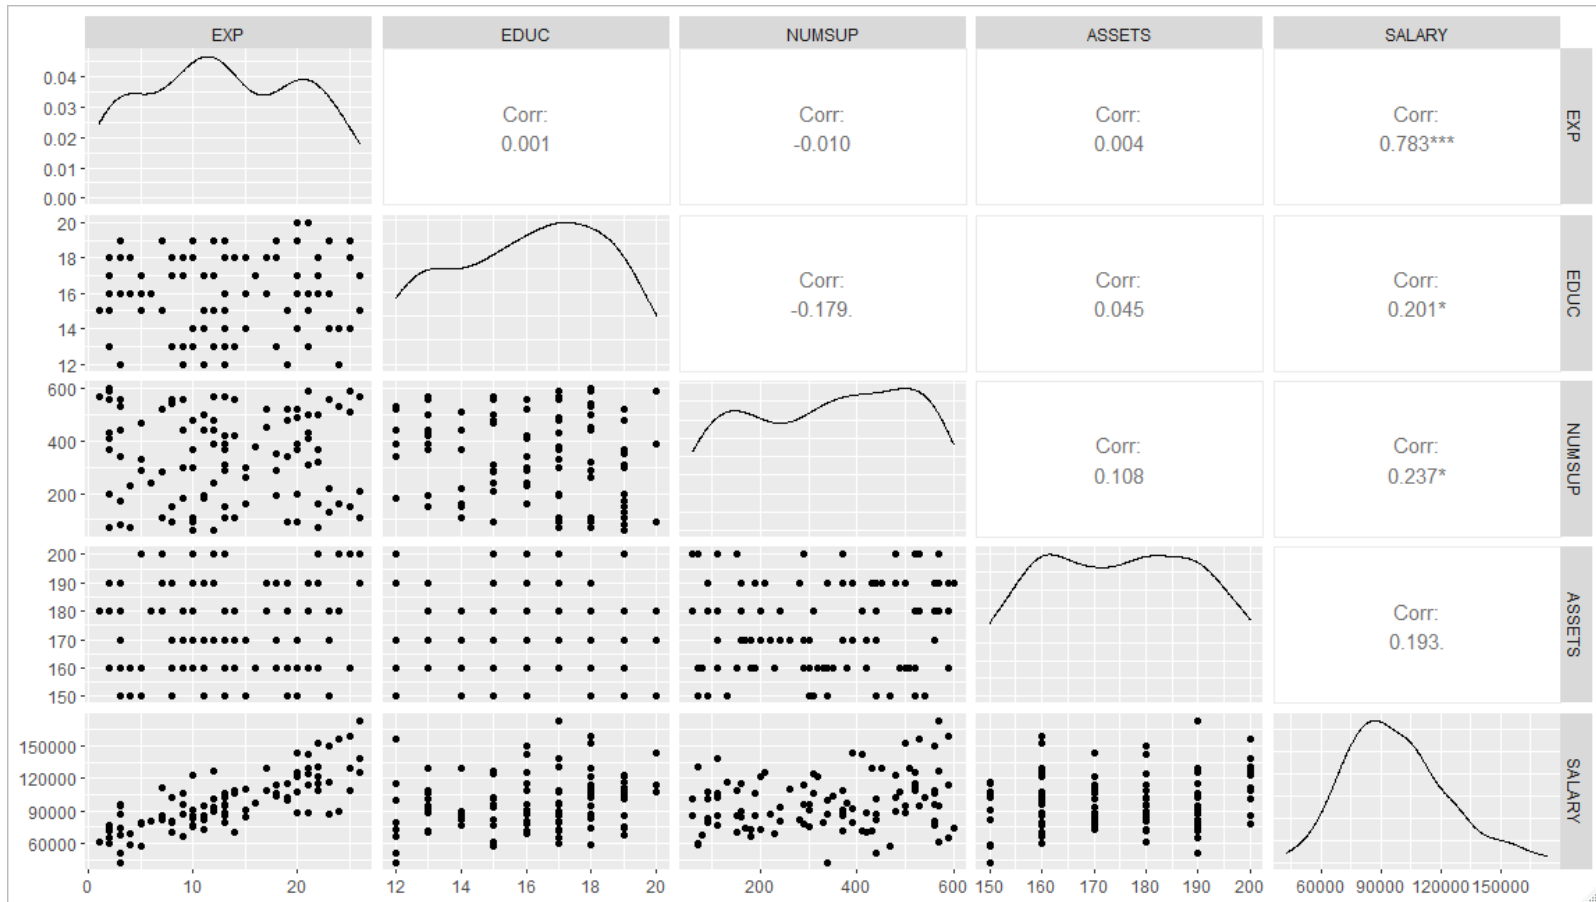 EXP EDUC NUMSUP ASSETS SALARY
0.04
0.03
0.02
0.01
0.00
Corr:
0.001
Corr:
-0.010
Corr:
0.004
Corr:
0.783***
EXP
20
18
16
14
12
Corr:
-0.179.
Corr:
0.045
Corr:
0.201*
EDUC
600
400
200
Corr:
0.108
Corr:
0.237*
NUMSUP
200
190
180
170
160
150
Corr:
0.193.
ASSETS
150000
120000
90000
60000
SALARY
0 10 20 12 14 16 18 20 200 400 600 150 160 170 180 190 200 60000 90000 120000 150000